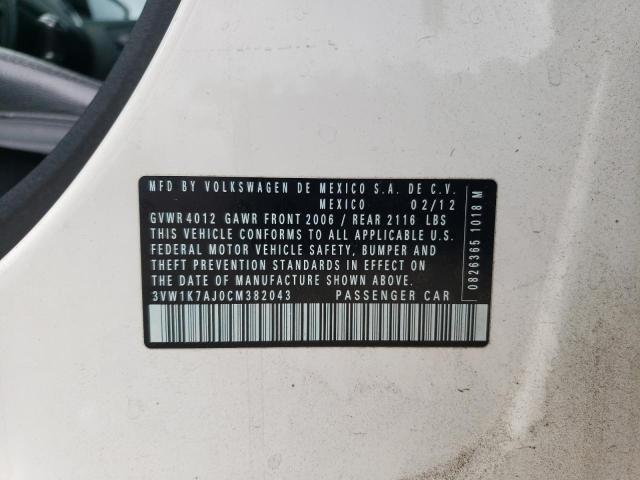 MFD BY VOLKSWAGEN DE MEXICO S.A. DE C.V.
MEXICO 02/12
GVWR 4012 GAWR FRONT 2006 / REAR 2116 LBS
THIS VEHICLE CONFORMS TO ALL APPLICABLE U.S.
FEDERAL MOTOR VEHICLE SAFETY, BUMPER AND
THEFT PREVENTION STANDARDS IN EFFECT ON
THE DATE OF MANUFACTURE SHOWN ABOVE.
3VW1K7AJ0CM382043 PASSENGER CAR
0826365 1018 M